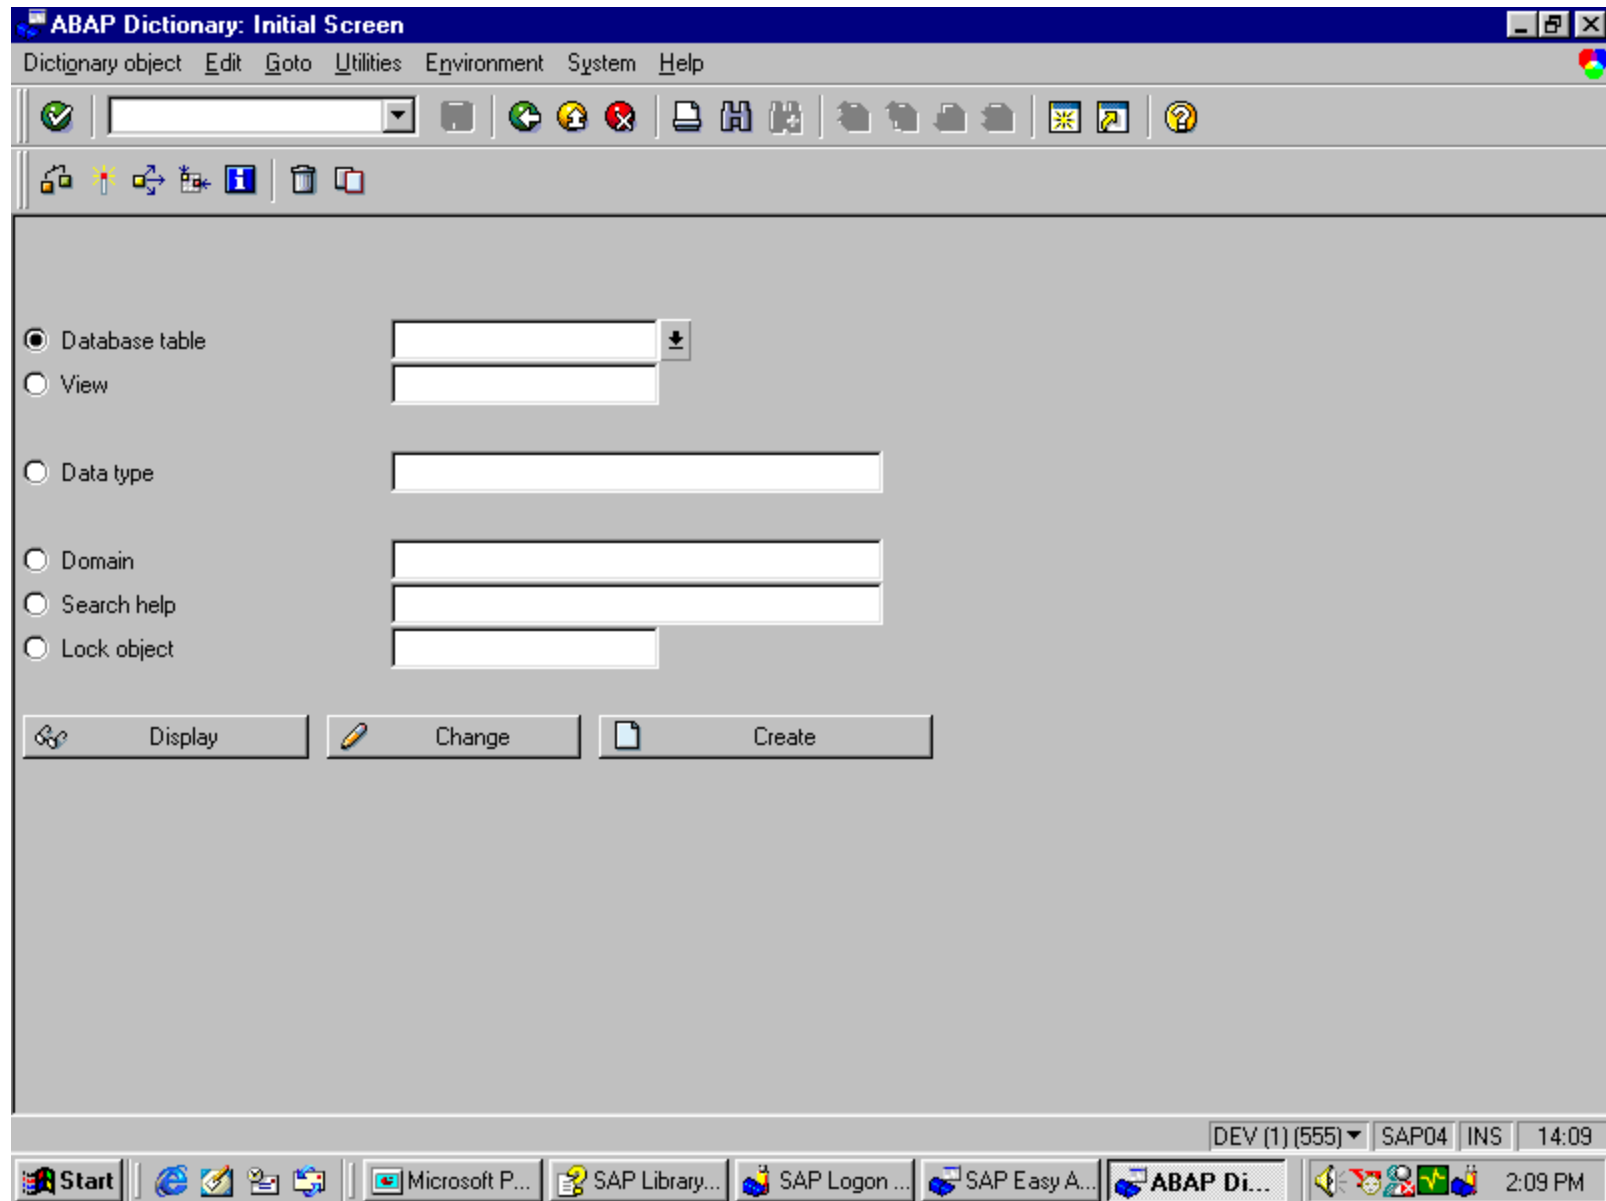 ABAP Dictionary: Initial Screen
Dictionary object Edit Goto Utilities Environment System Help
Database table
View
Data type
Domain
Search help
Lock object
Display Change Create
DEV (1) (555) SAP04 INS 14:09
Start Microsoft P... SAP Library... SAP Logon ... SAP Easy A... ABAP Di... 2:09 PM